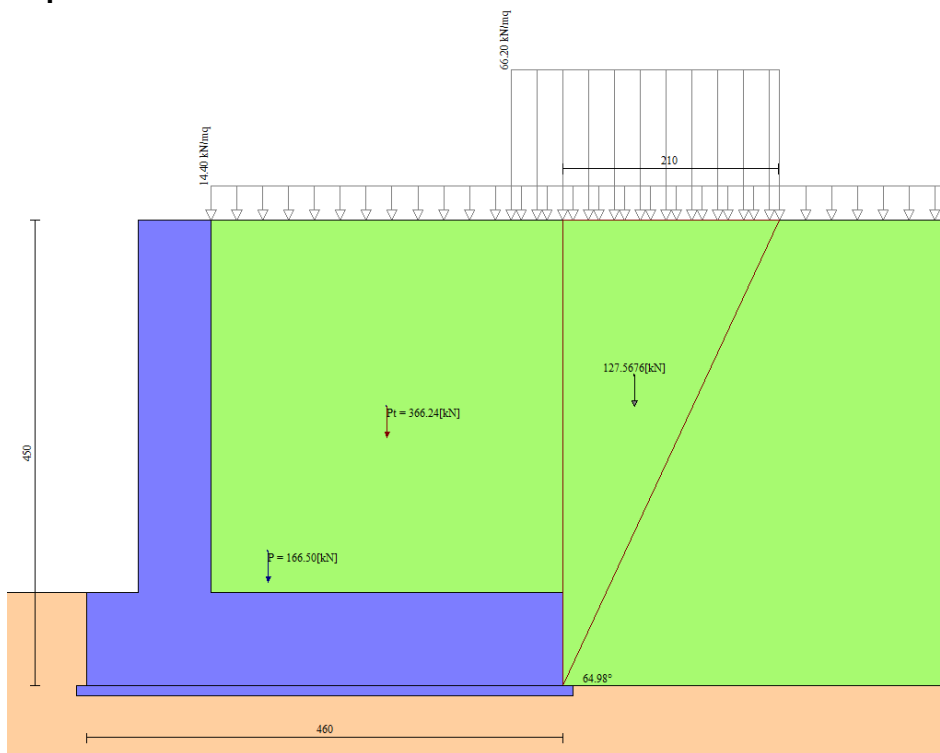 66.20 kN/mq
14.40 kN/mq
210
127.5676[kN]
Pt = 366.24[kN]
450
P = 166.50[kN]
64.98°
460